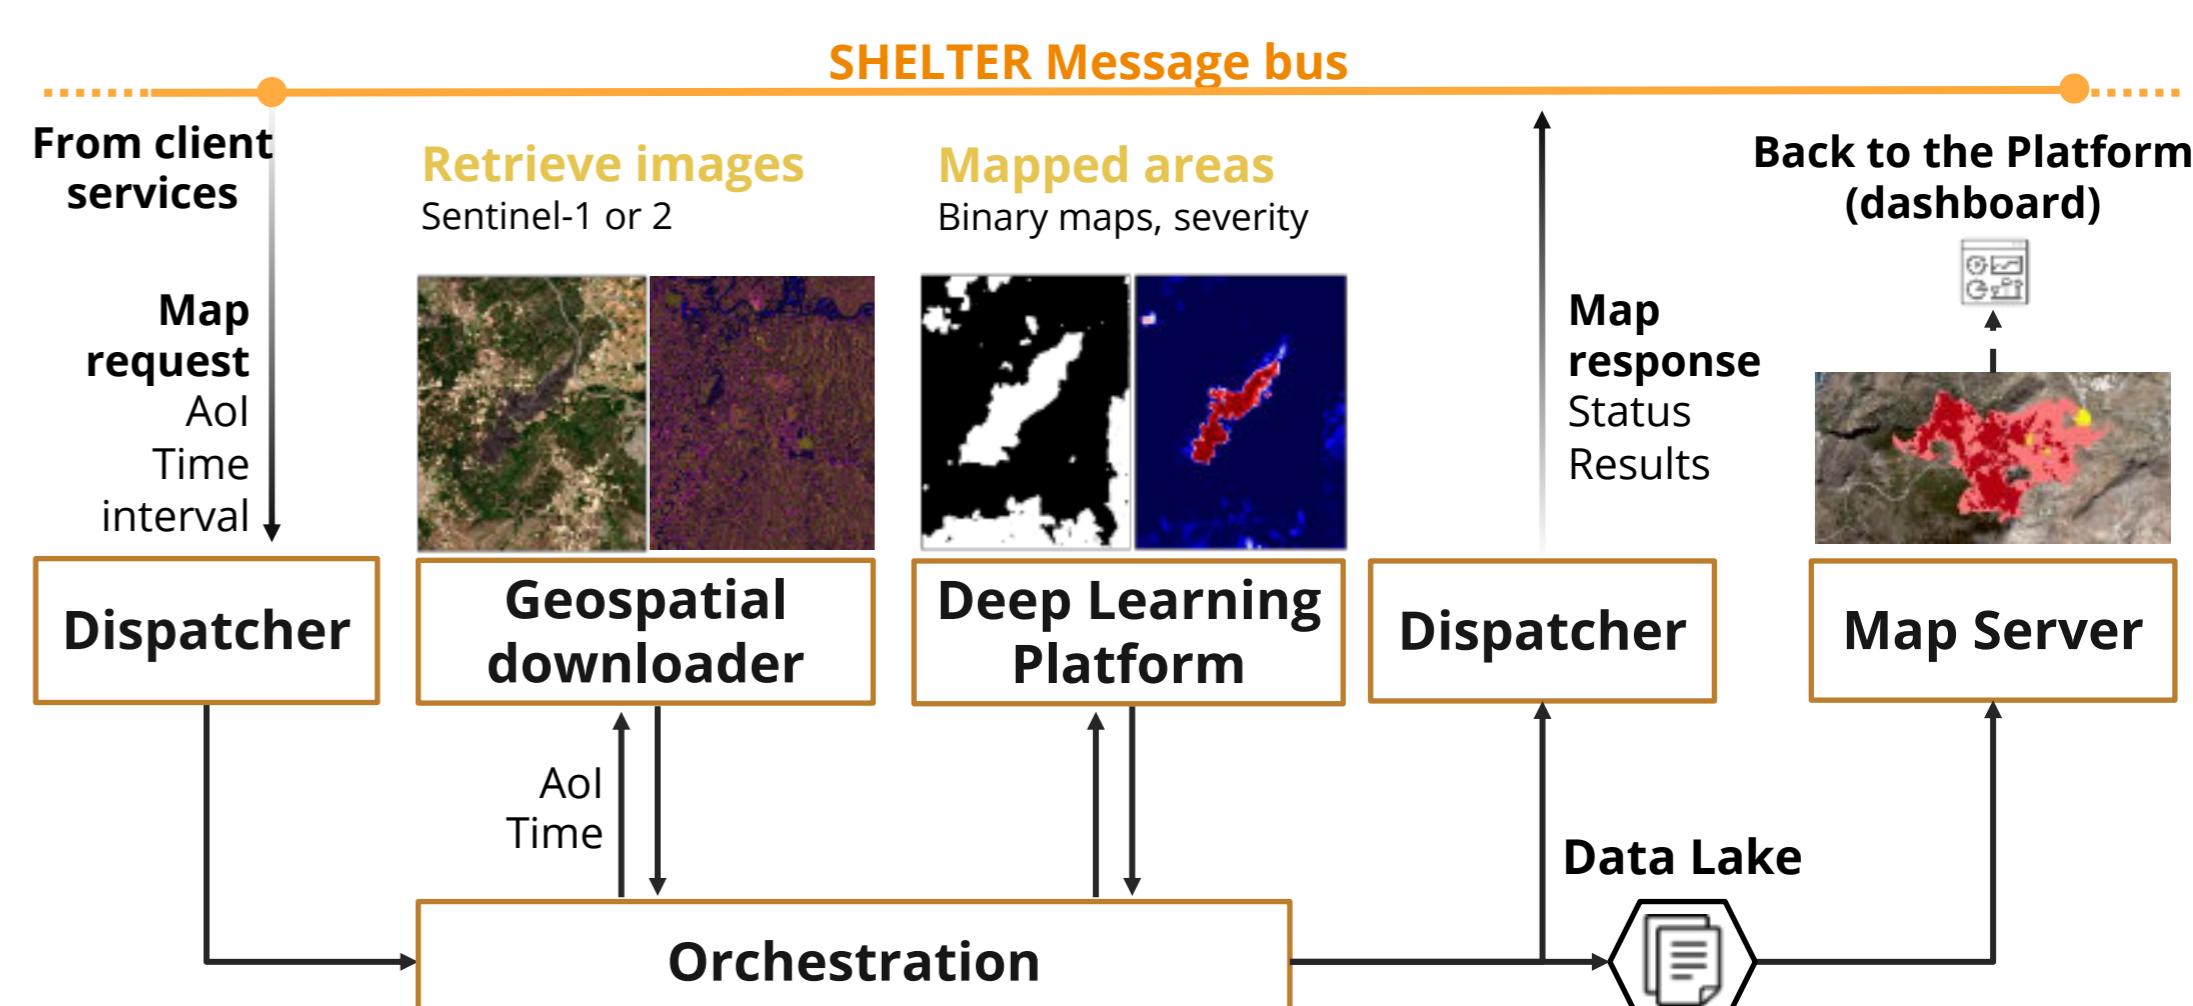 SHELTER Message bus
From client
services
Retrieve images
Sentinel-1 or 2
Mapped areas
Binary maps, severity
Back to the Platform
(dashboard)
Map
request
AoI
Time
interval
Map
response
Status
Results
Dispatcher
Geospatial
downloader
Deep Learning
Platform
Dispatcher
Map Server
AoI
Time
Data Lake
Orchestration